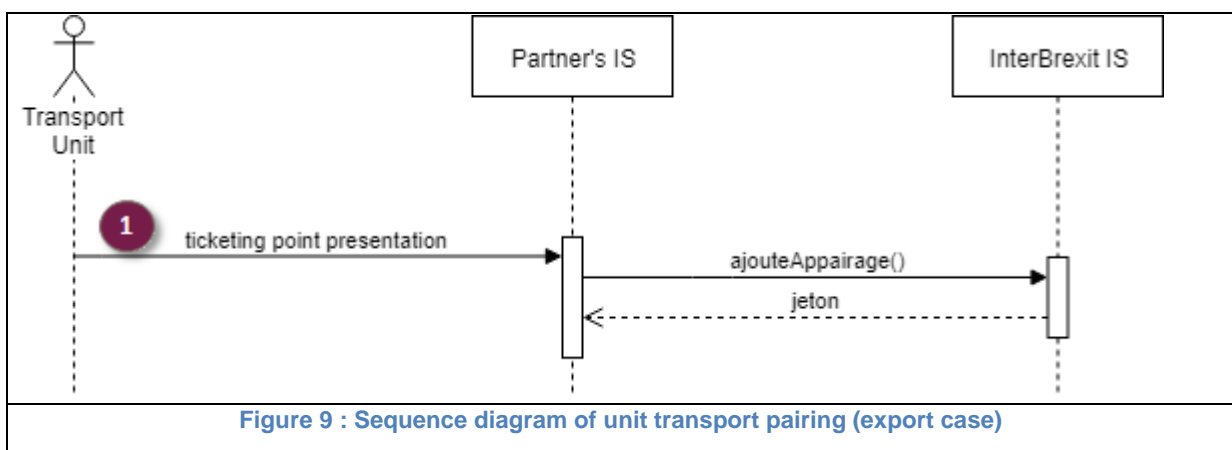 Partner's IS
InterBrexit IS
Transport
Unit
1
ticketing point presentation
ajouteAppairage()
jeton
Figure 9 : Sequence diagram of unit transport pairing (export case)